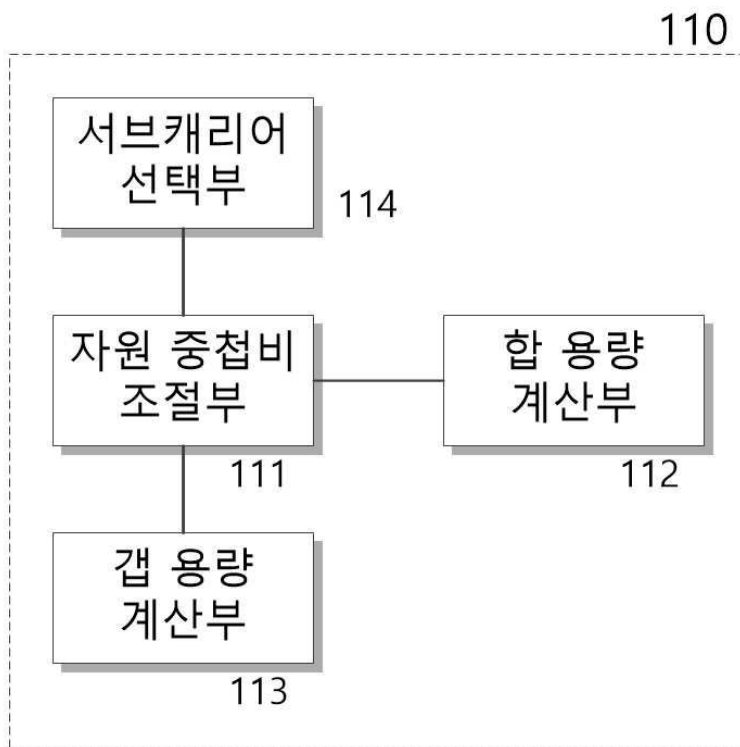 110
서브캐리어
선택부
114
자원 중첩비
조절부
111
합 용량
계산부
112
갭 용량
계산부
113